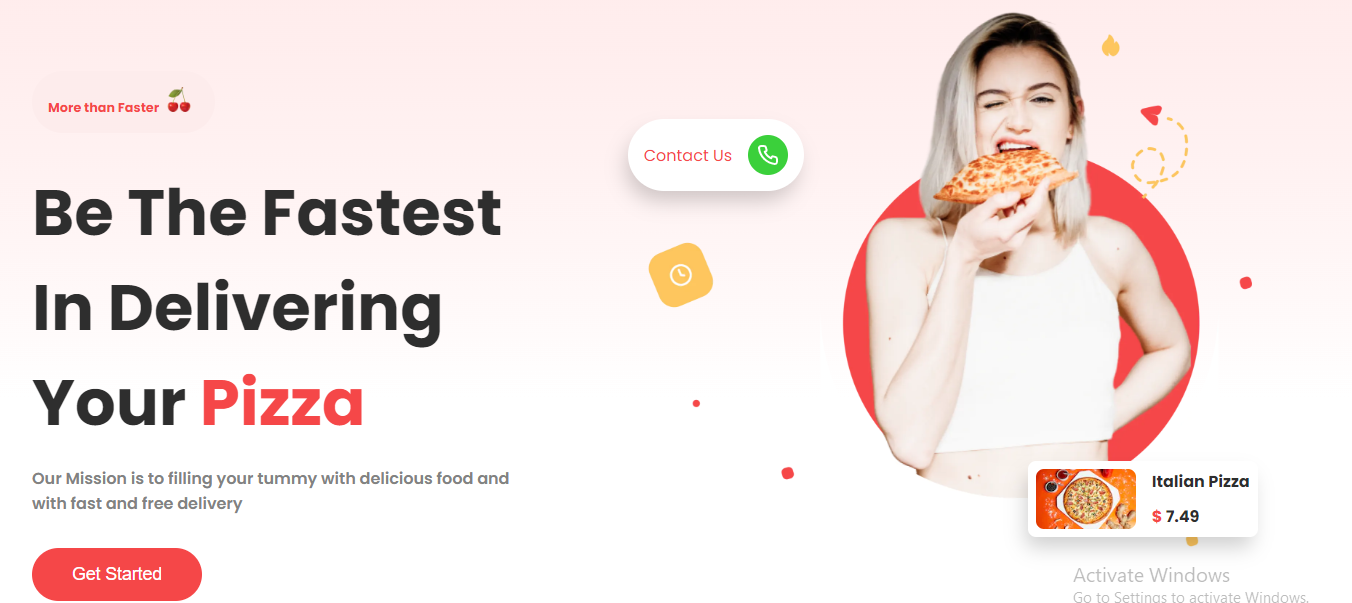 More than Faster
Be The Fastest
In Delivering
Your Pizza
Our Mission is to filling your tummy with delicious food and
with fast and free delivery
Get Started
Contact Us
Italian Pizza
$ 7.49
Activate Windows
Go to Settings to activate Windows.